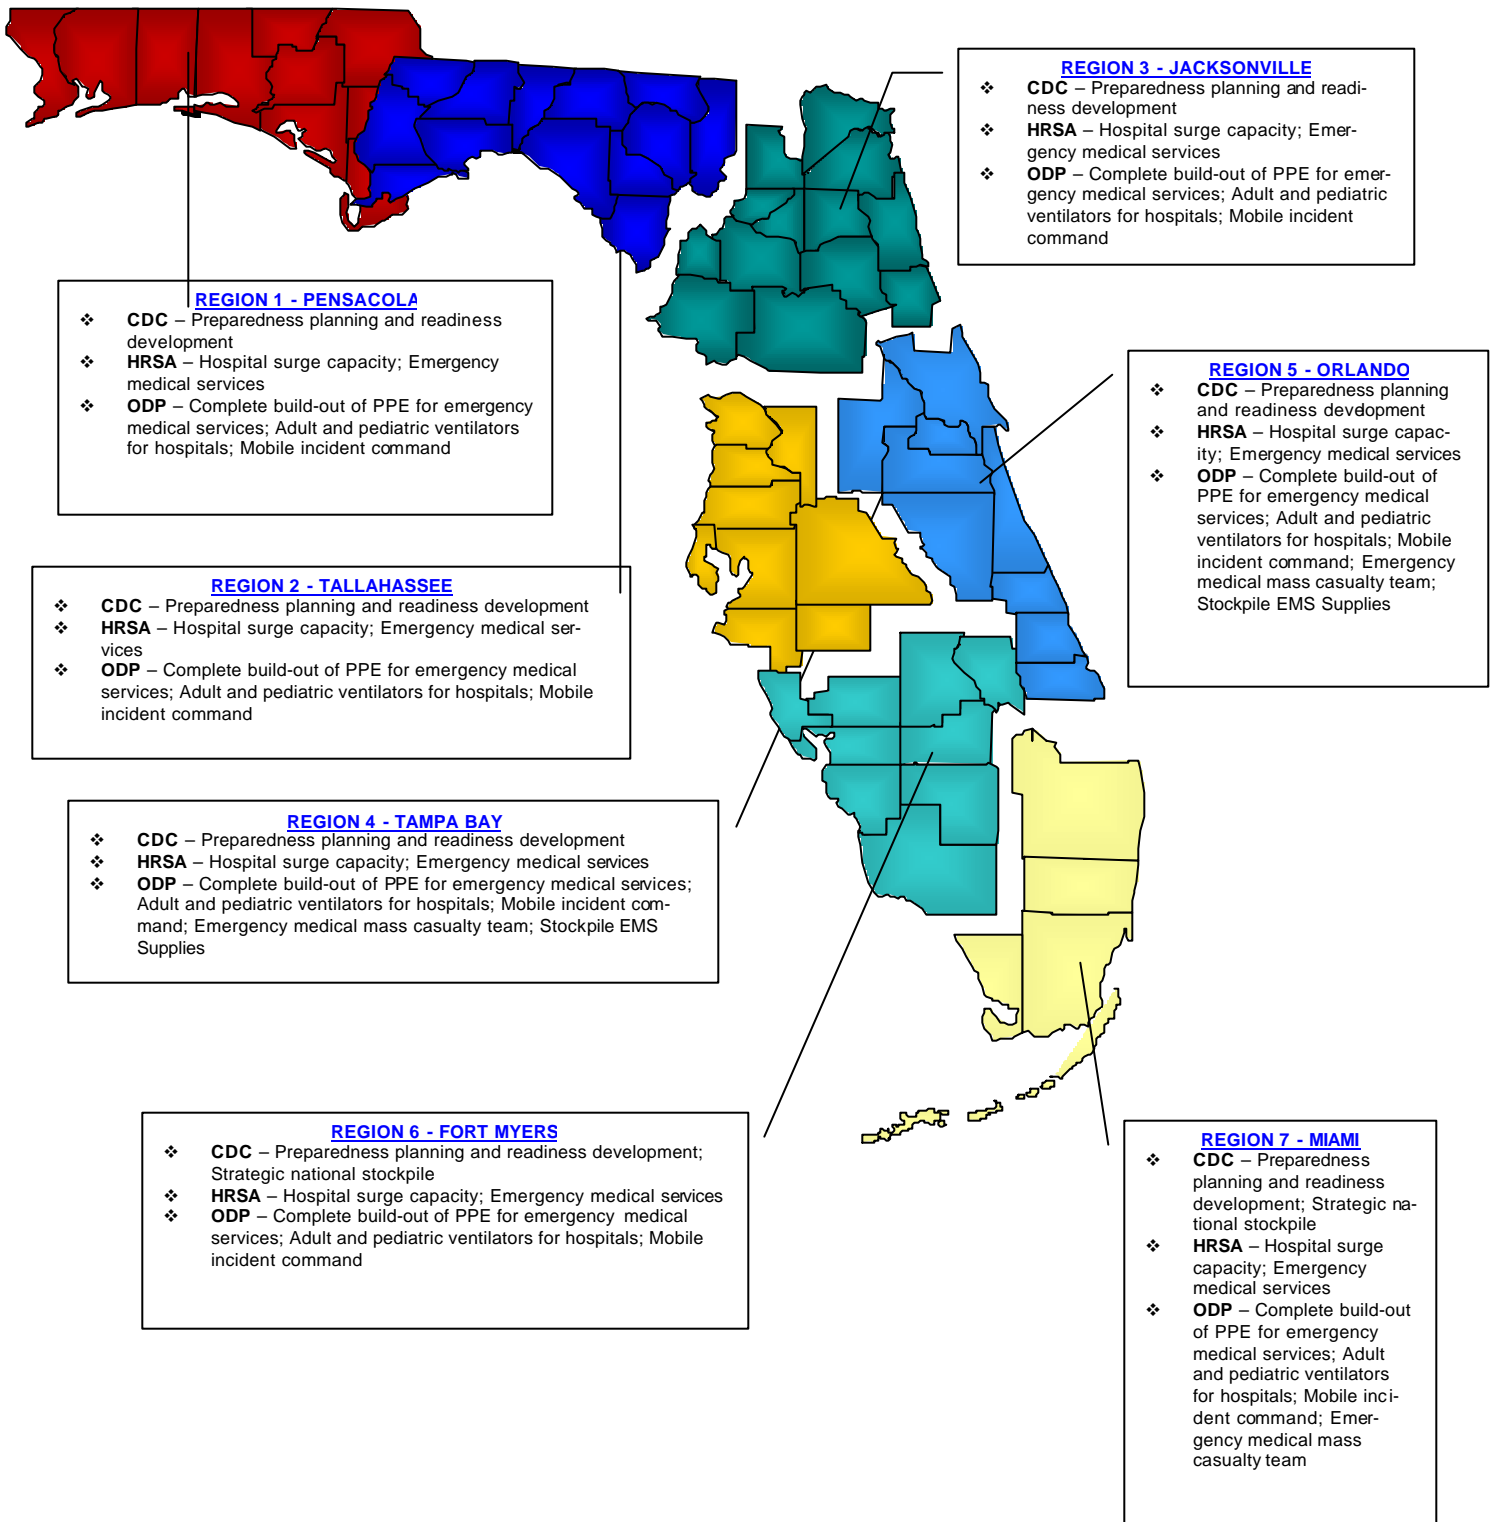 REGION 3 - JACKSONVILLE
❖ CDC – Preparedness planning and readi-
ness development
❖ HRSA – Hospital surge capacity; Emer-
gency medical services
❖ ODP – Complete build-out of PPE for emer-
gency medical services; Adult and pediatric
ventilators for hospitals; Mobile incident
command
REGION 1 - PENSACOLA
❖ CDC – Preparedness planning and readiness
development
❖ HRSA – Hospital surge capacity; Emergency
medical services
❖ ODP – Complete build-out of PPE for emergency
medical services; Adult and pediatric ventilators
for hospitals; Mobile incident command
REGION 5 - ORLANDO
❖ CDC – Preparedness planning
and readiness development
❖ HRSA – Hospital surge capac-
ity; Emergency medical services
❖ ODP – Complete build-out of
PPE for emergency medical
services; Adult and pediatric
ventilators for hospitals; Mobile
incident command; Emergency
medical mass casualty team;
Stockpile EMS Supplies
REGION 2 - TALLAHASSEE
❖ CDC – Preparedness planning and readiness development
❖ HRSA – Hospital surge capacity; Emergency medical ser-
vices
❖ ODP – Complete build-out of PPE for emergency medical
services; Adult and pediatric ventilators for hospitals; Mobile
incident command
REGION 4 - TAMPA BAY
❖ CDC – Preparedness planning and readiness development
❖ HRSA – Hospital surge capacity; Emergency medical services
❖ ODP – Complete build-out of PPE for emergency medical services;
Adult and pediatric ventilators for hospitals; Mobile incident com-
mand; Emergency medical mass casualty team; Stockpile EMS
Supplies
REGION 6 - FORT MYERS
❖ CDC – Preparedness planning and readiness development;
Strategic national stockpile
❖ HRSA – Hospital surge capacity; Emergency medical services
❖ ODP – Complete build-out of PPE for emergency medical
services; Adult and pediatric ventilators for hospitals; Mobile
incident command
REGION 7 - MIAMI
❖ CDC – Preparedness
planning and readiness
development; Strategic na-
tional stockpile
❖ HRSA – Hospital surge
capacity; Emergency
medical services
❖ ODP – Complete build-out
of PPE for emergency
medical services; Adult
and pediatric ventilators
for hospitals; Mobile inci-
dent command; Emer-
gency medical mass
casualty team